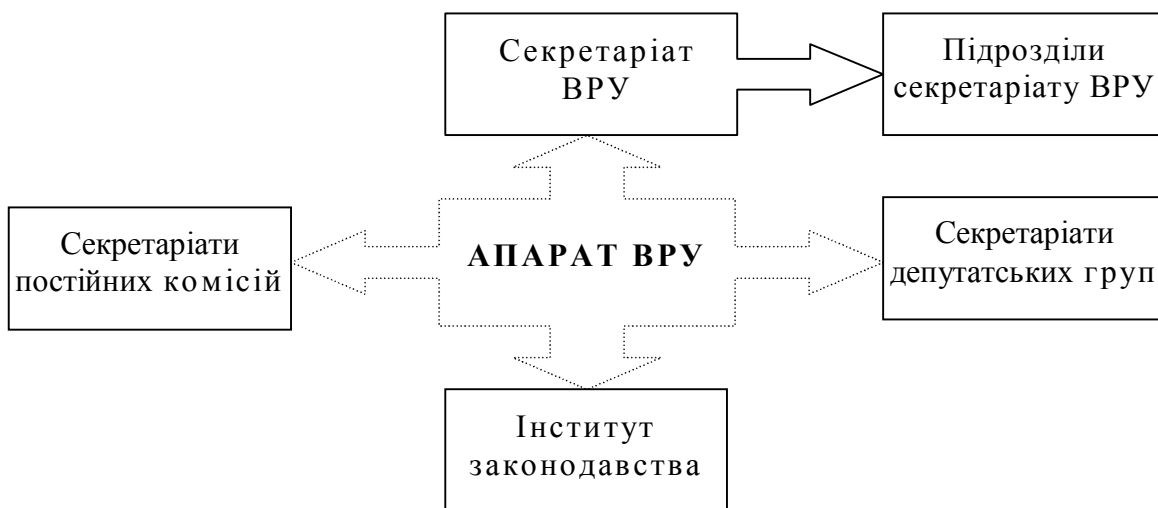 Секретаріат
ВРУ
Підрозділи
секретаріату ВРУ
Секретаріати
постійних комісій
АПАРАТ ВРУ
Секретаріати
депутатських груп
Інститут
законодавства